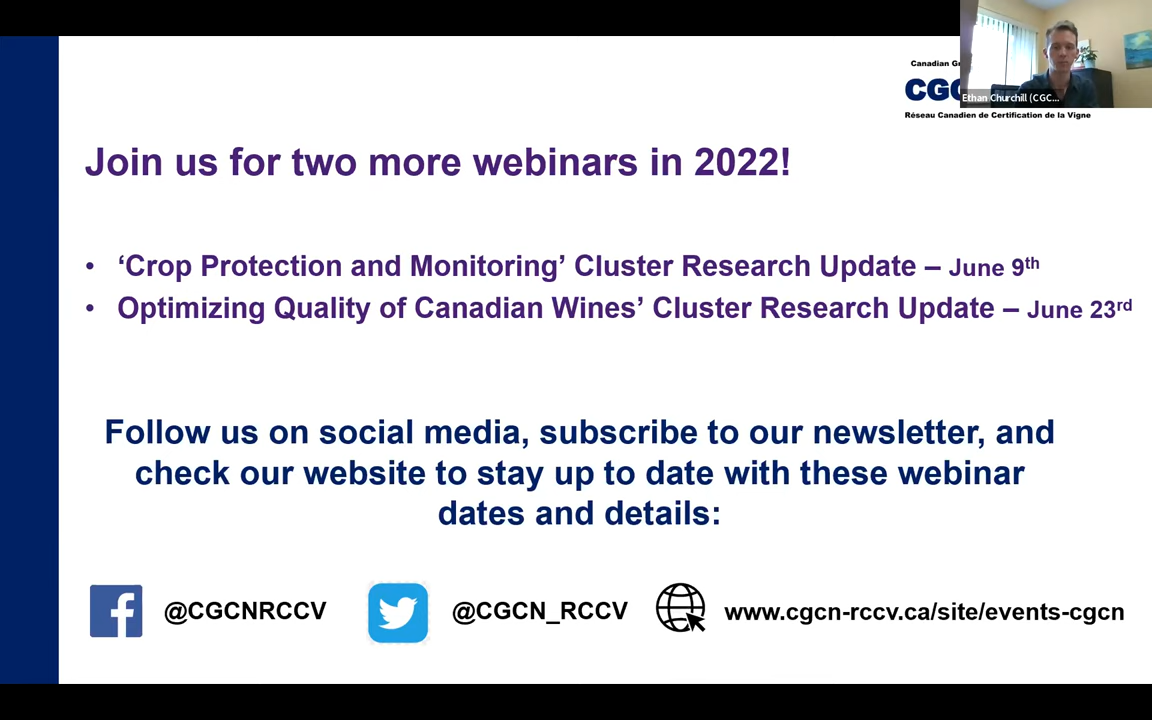 Canadian
CGC
Ethan Churchill (CGC...
Réseau Canadien de Certification de la Vigne
Join us for two more webinars in 2022!
• ‘Crop Protection and Monitoring’ Cluster Research Update – June 9th
• Optimizing Quality of Canadian Wines’ Cluster Research Update – June 23rd
Follow us on social media, subscribe to our newsletter, and
check our website to stay up to date with these webinar
dates and details:
@CGCNRCCV
@CGCN_RCCV
www.cgcn-rccv.ca/site/events-cgcn